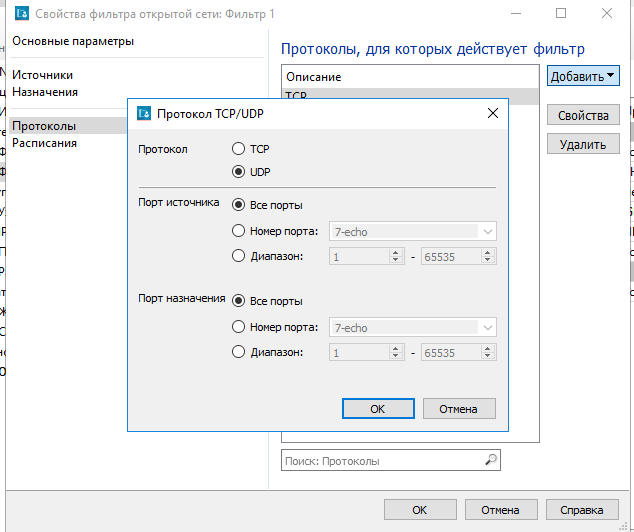 Свойства фильтра открытой сети: Фильтр 1
Основные параметры
Источники
Назначения
Протоколы
Расписания
Протоколы, для которых действует фильтр
Описание
TCP
Добавить
Свойства
Удалить
Протокол TCP/UDP
Протокол
TCP
UDP
Порт источника
Все порты
Номер порта:
7-echo
Диапазон:
1
-
65535
Порт назначения
Все порты
Номер порта:
7-echo
Диапазон:
1
-
65535
OK
Отмена
Поиск: Протоколы
OK
Отмена
Справка